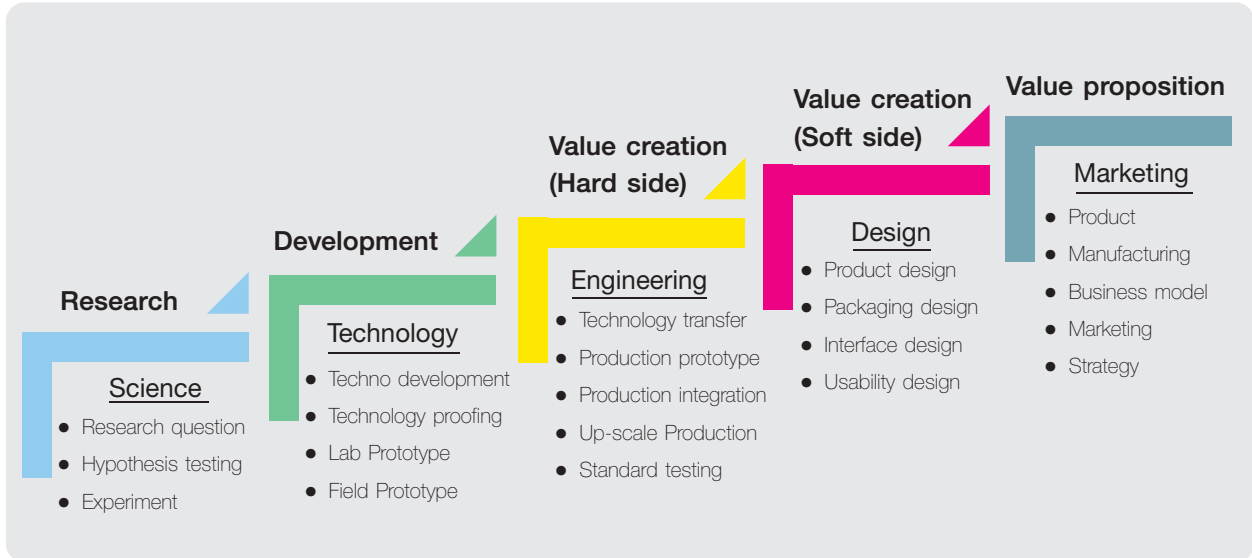 Research
Science
Research question
Hypothesis testing
Experiment
Development
Technology
Techno development
Technology proofing
Lab Prototype
Field Prototype
Value creation
(Hard side)
Engineering
Technology transfer
Production prototype
Production integration
Up-scale Production
Standard testing
Value creation
(Soft side)
Design
Product design
Packaging design
Interface design
Usability design
Value proposition
Marketing
Product
Manufacturing
Business model
Marketing
Strategy